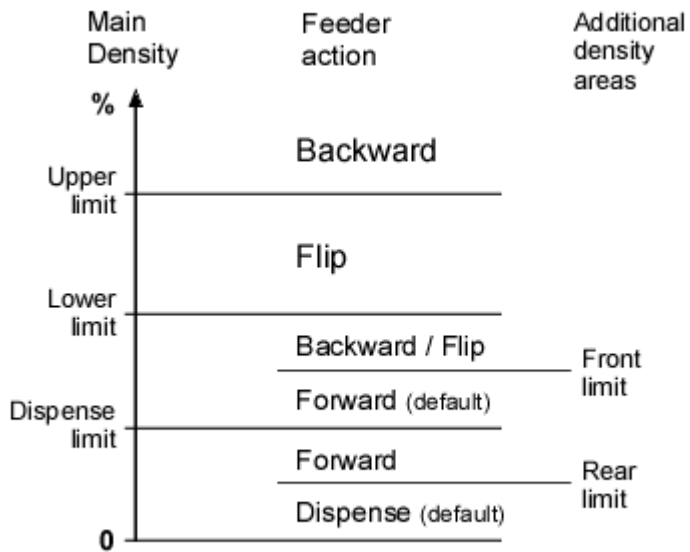 Main
Density
Feeder
action
Additional
density
areas
%
Backward
Upper
limit
Flip
Lower
limit
Backward / Flip
Front
limit
Forward (default)
Dispense
limit
Forward
Rear
limit
Dispense (default)
0